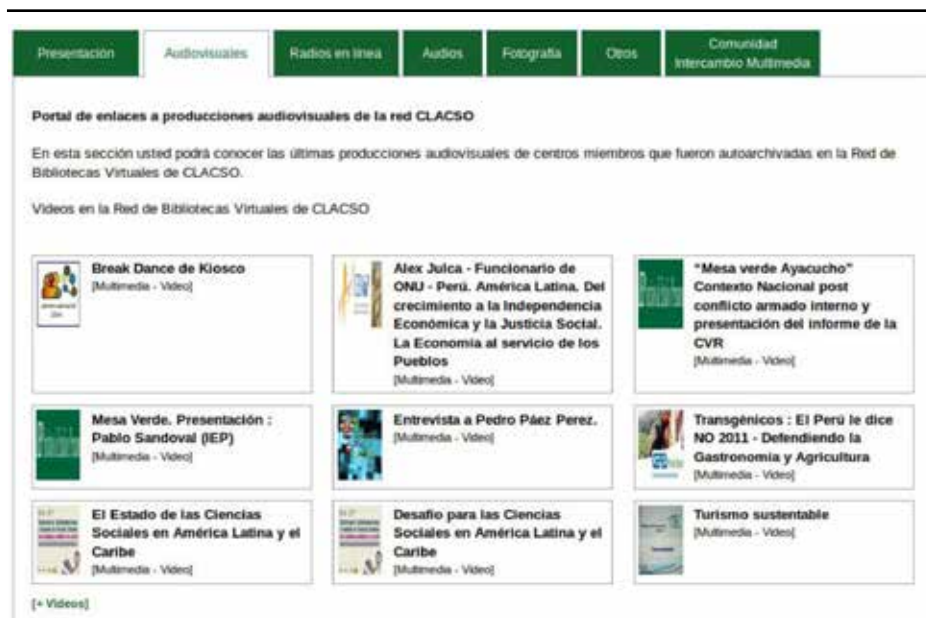 Presentación
Audiovisuales
Radios en línea
Audios
Fotografía
Otros
Comunidad
Intercambio Multimedia
Portal de enlaces a producciones audiovisuales de la red CLACSO
En esta sección usted podrá conocer las últimas producciones audiovisuales de centros miembros que fueron autoarchivadas en la Red de
Bibliotecas Virtuales de CLACSO.
Videos en la Red de Bibliotecas Virtuales de CLACSO
Break Dance de Kiosco
[Multimedia - Video]
Alex Julca - Funcionario de
ONU - Perú. América Latina. Del
crecimiento a la Independencia
Económica y la Justicia Social.
La Economía al servicio de los
Pueblos
[Multimedia - Video]
"Mesa verde Ayacucho"
Contexto Nacional post
conflicto armado interno y
presentación del informe de la
CVR
[Multimedia - Video]
Mesa Verde. Presentación :
Pablo Sandoval (IEP)
[Multimedia - Video]
Entrevista a Pedro Páez Perez.
[Multimedia - Video]
Transgénicos : El Perú le dice
NO 2011 - Defendiendo la
Gastronomía y Agricultura
[Multimedia - Video]
El Estado de las Ciencias
Sociales en América Latina y el
Caribe
[Multimedia - Video]
Desafío para las Ciencias
Sociales en América Latina y el
Caribe
[Multimedia - Video]
Turismo sustentable
[Multimedia - Video]
[+ Videos]